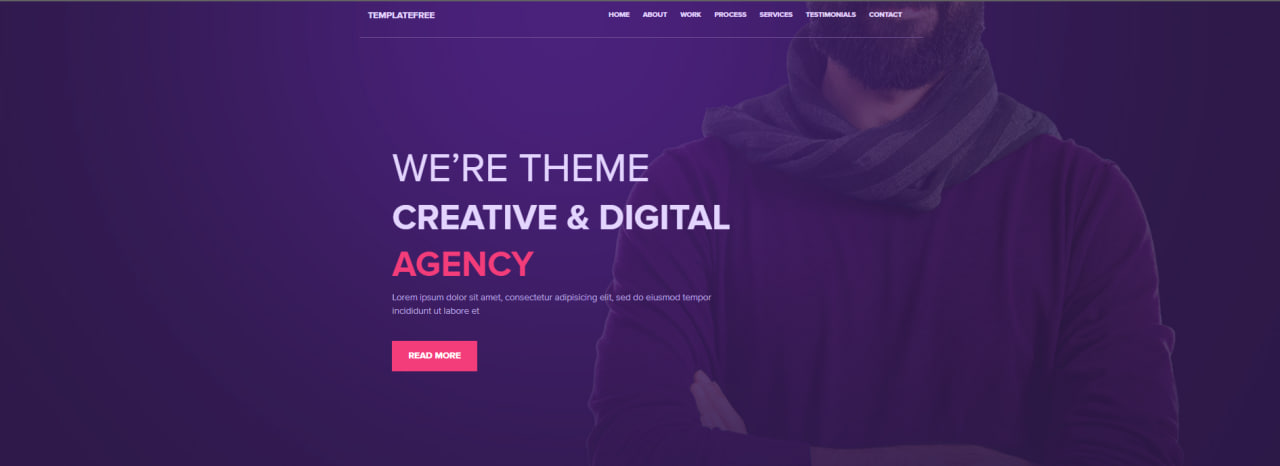 TEMPLATEFREE
HOME ABOUT WORK PROCESS SERVICES TESTIMONIALS CONTACT
WE’RE THEME
CREATIVE & DIGITAL
AGENCY
Lorem ipsum dolor sit amet, consectetur adipisicing elit, sed do eiusmod tempor
incididunt ut labore et
READ MORE